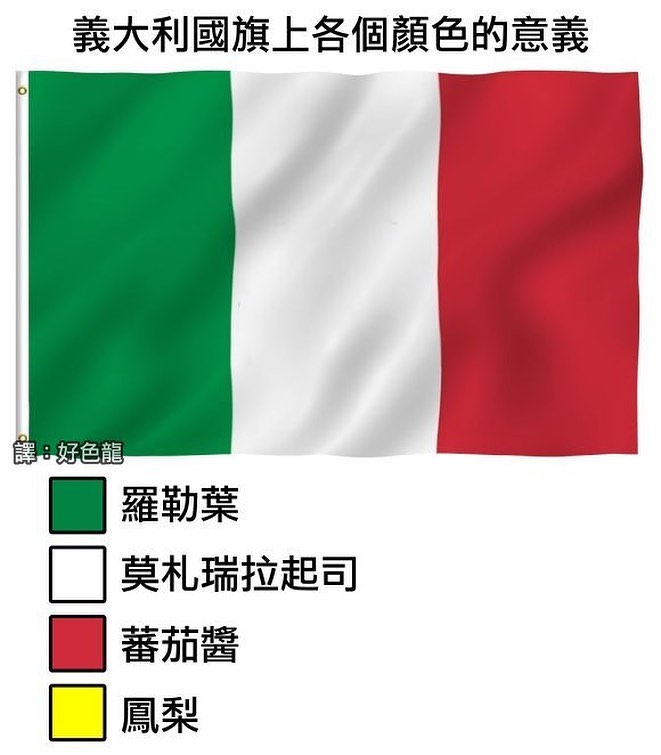 義大利國旗上各個顏色的意義
譯：好色龍
羅勒葉
莫札瑞拉起司
蕃茄醬
鳳梨